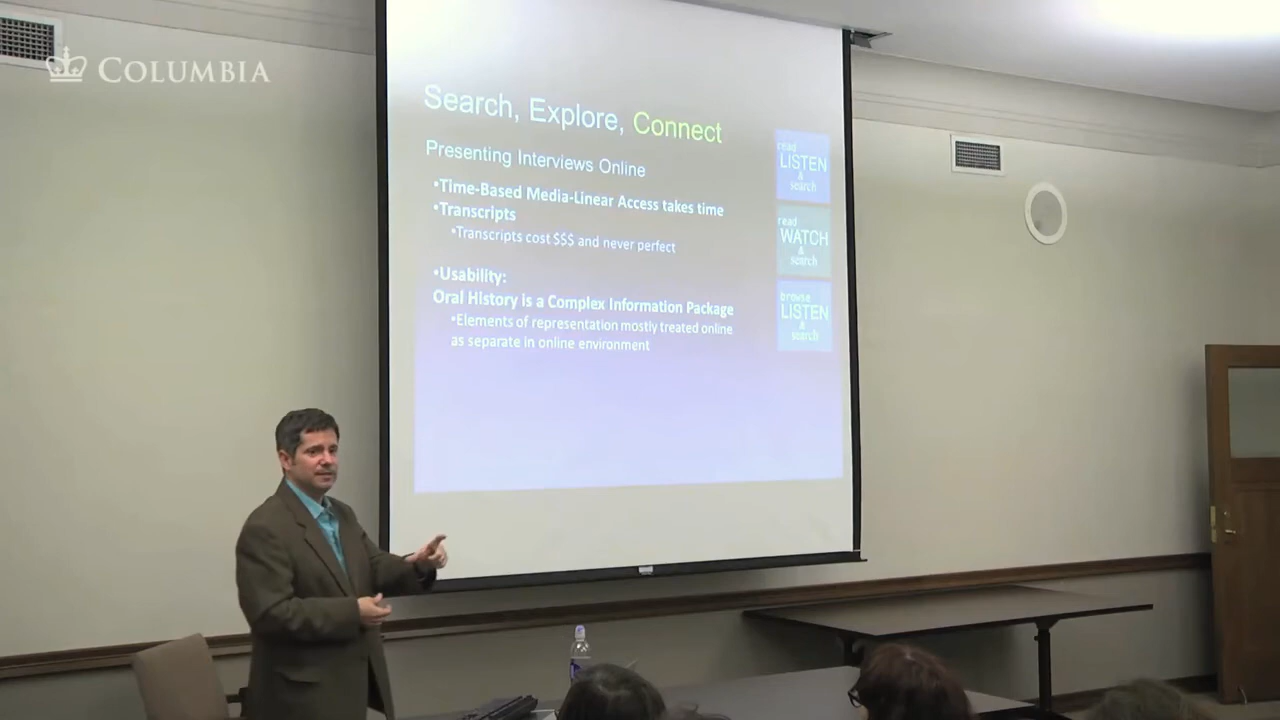 COLUMBIA
Search, Explore, Connect
Presenting Interviews Online
•Time-Based Media-Linear Access takes time
•Transcripts
•Transcripts cost $$$ and never perfect
•Usability:
Oral History is a Complex Information Package
•Elements of representation mostly treated online
as separate in online environment
read
LISTEN
&
search
read
WATCH
&
search
browse
LISTEN
&
search